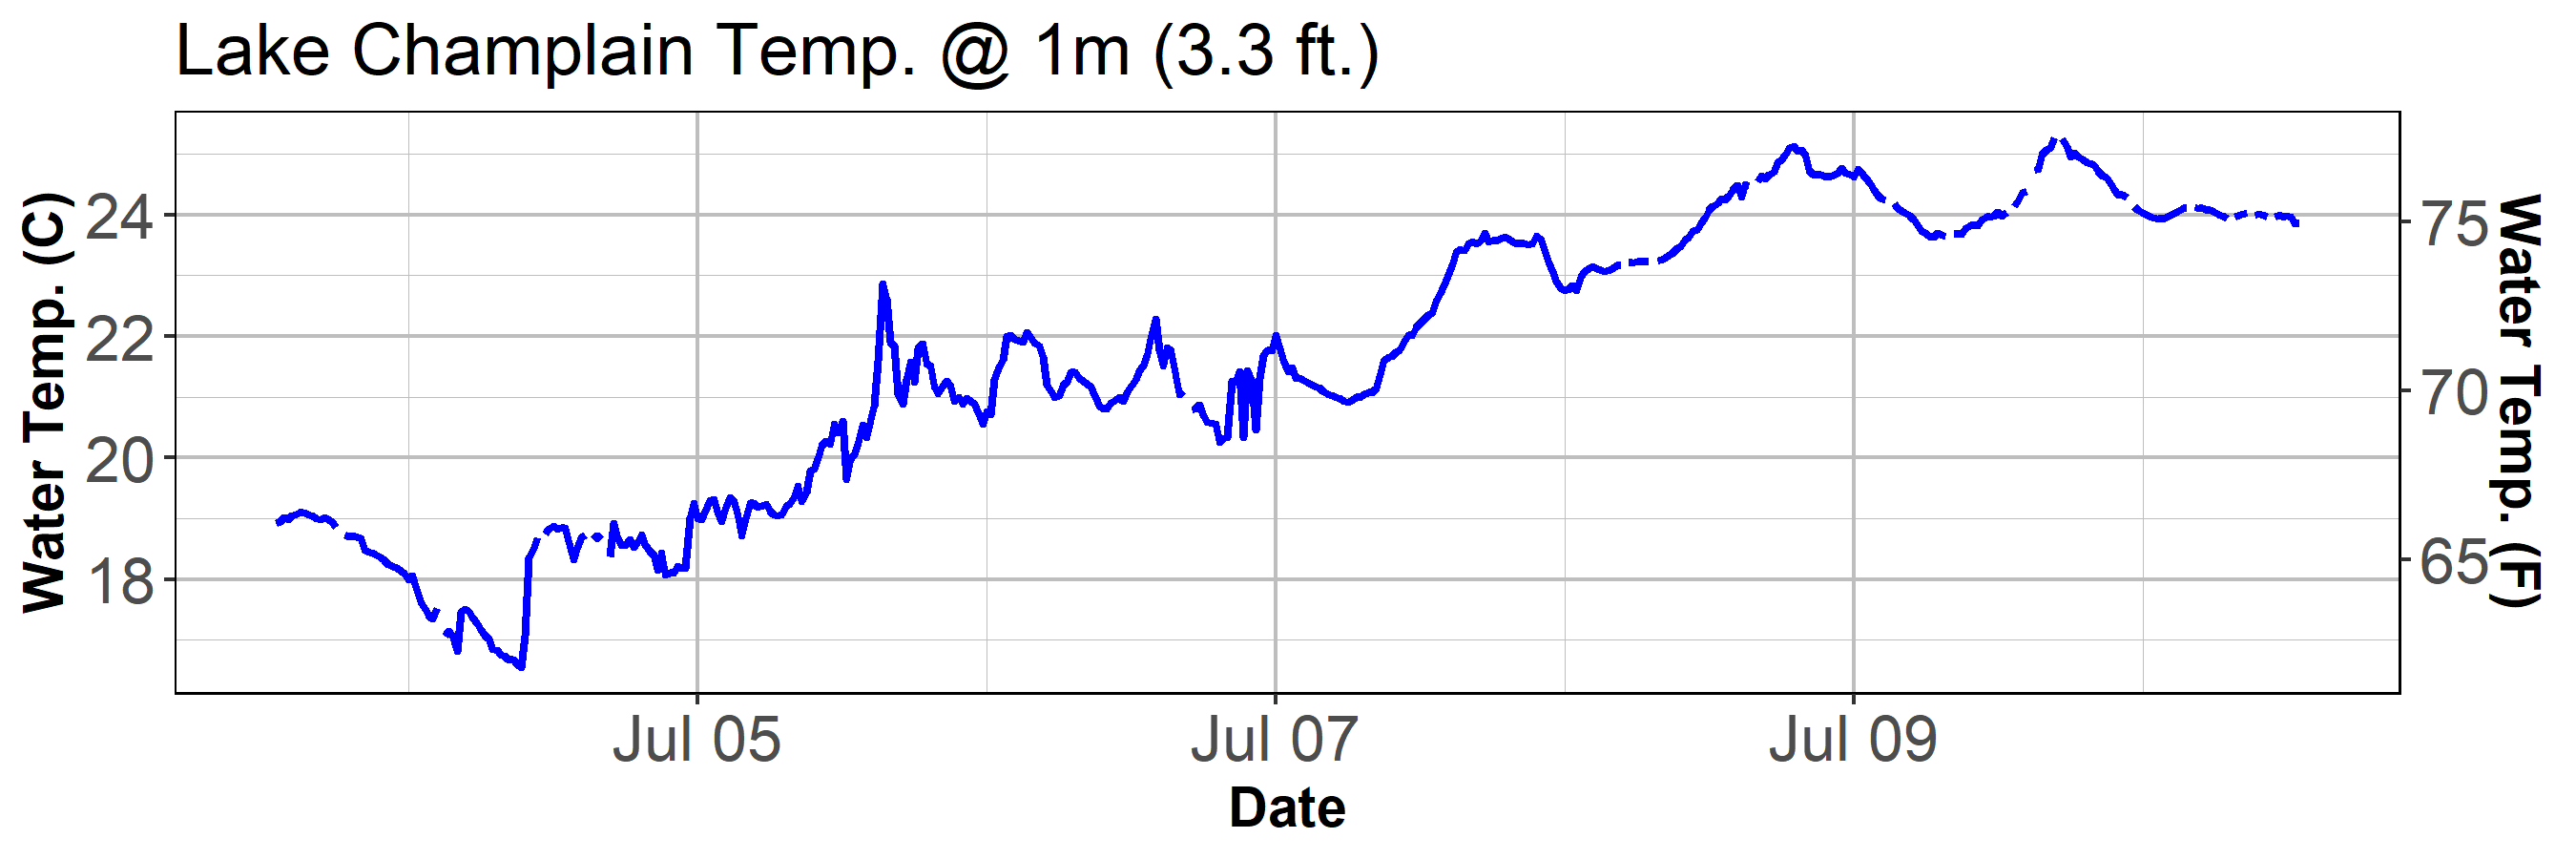 Lake Champlain Temp. @ 1m (3.3 ft.)
Water Temp. (C)
24
22
20
18
75
70
65
Water Temp. (F)
Jul 05
Jul 07
Jul 09
Date